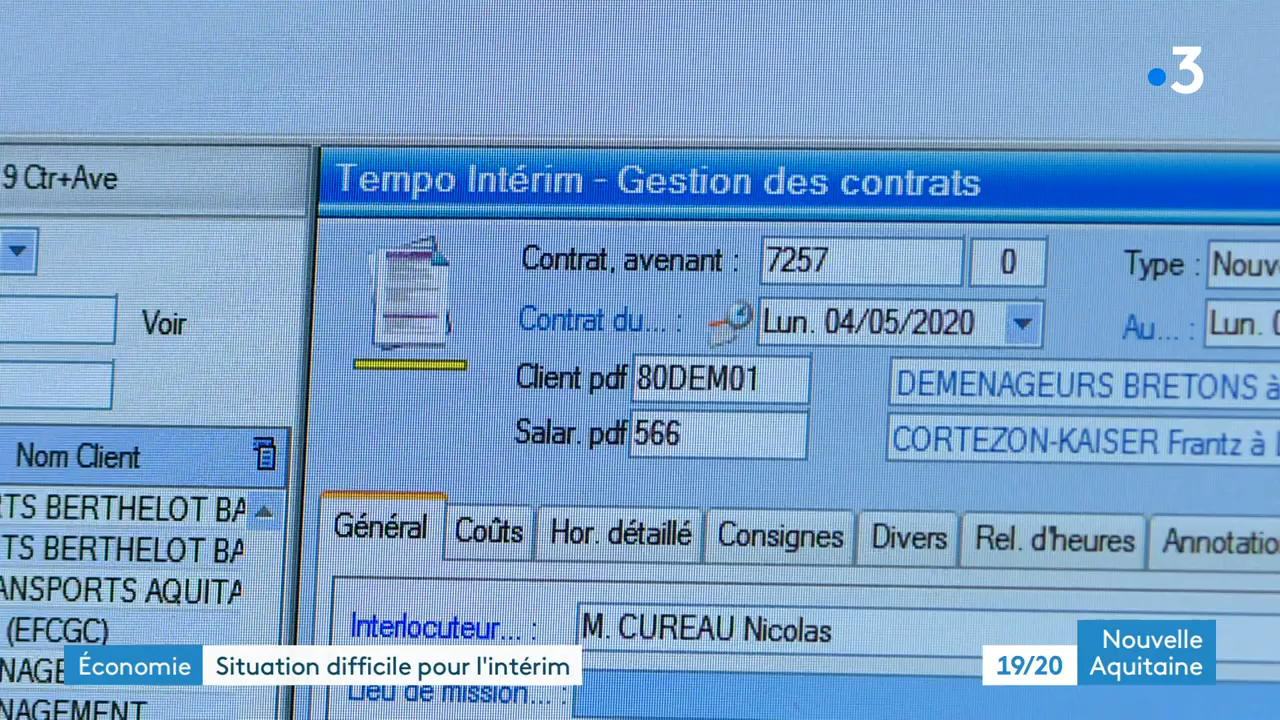 3
9 Ctr+Ave
Tempo Intérim - Gestion des contrats
Contrat, avenant : 7257 0 Type :
Voir
Contrat du... : Lun. 04/05/2020 Au... : Lun.
Client pdf 80DEM01 DEMENAGEURS BRETONS à
Salar. pdf 566 CORTEZON-KAISER Frantz à
Nom Client
Général Coûts Hor. détaillé Consignes Divers Rel. d'heures Annotatio
TS BERTHELOT BA
TS BERTHELOT BA
ANSPORTS AQUITA
(EFCGC)
Interlocuteur... : M. CUREAU Nicolas
NAGE
Lieu de mission... :
NAGEMENT
Économie Situation difficile pour l'intérim
19/20 Nouvelle
Aquitaine